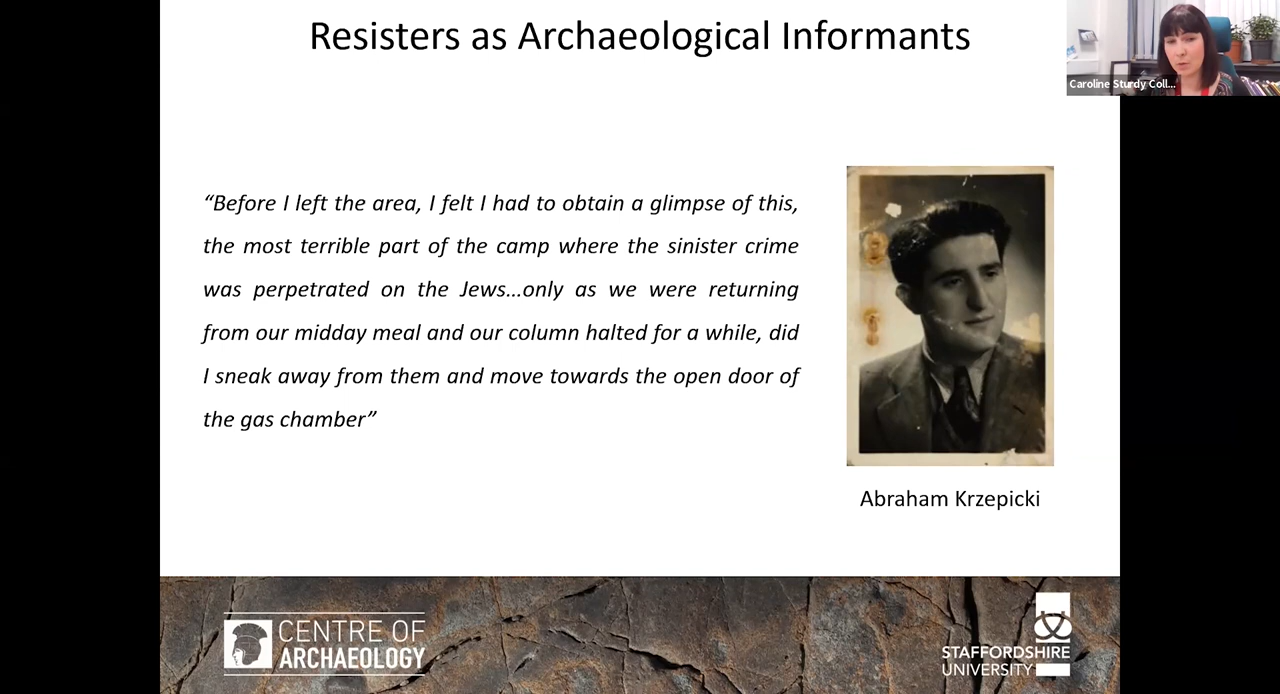 Resisters as Archaeological Informants
Caroline Sturdy Coll...
“Before I left the area, I felt I had to obtain a glimpse of this,
the most terrible part of the camp where the sinister crime
was perpetrated on the Jews…only as we were returning
from our midday meal and our column halted for a while, did
I sneak away from them and move towards the open door of
the gas chamber”
Abraham Krzepicki
CENTRE OF
ARCHAEOLOGY
STAFFORDSHIRE
UNIVERSITY